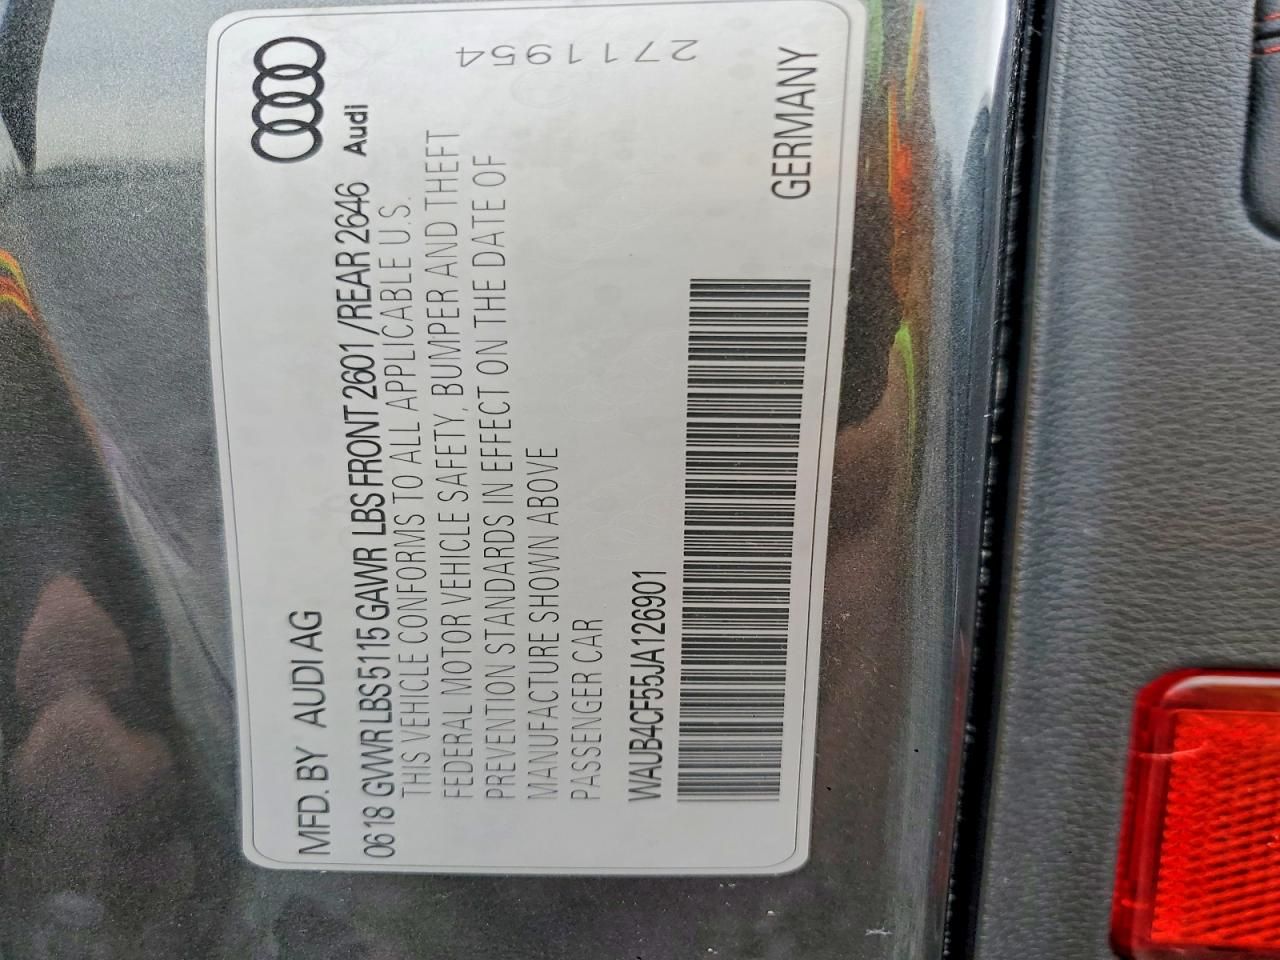 Audi
MFD. BY AUDI AG
0618 GVWR LBS 5115 GAWR LBS FRONT 2601 /REAR 2646
THIS VEHICLE CONFORMS TO ALL APPLICABLE U.S.
FEDERAL MOTOR VEHICLE SAFETY, BUMPER AND THEFT
PREVENTION STANDARDS IN EFFECT ON THE DATE OF
MANUFACTURE SHOWN ABOVE
PASSENGER CAR
WAUB4CF55JA126901
GERMANY
2711954